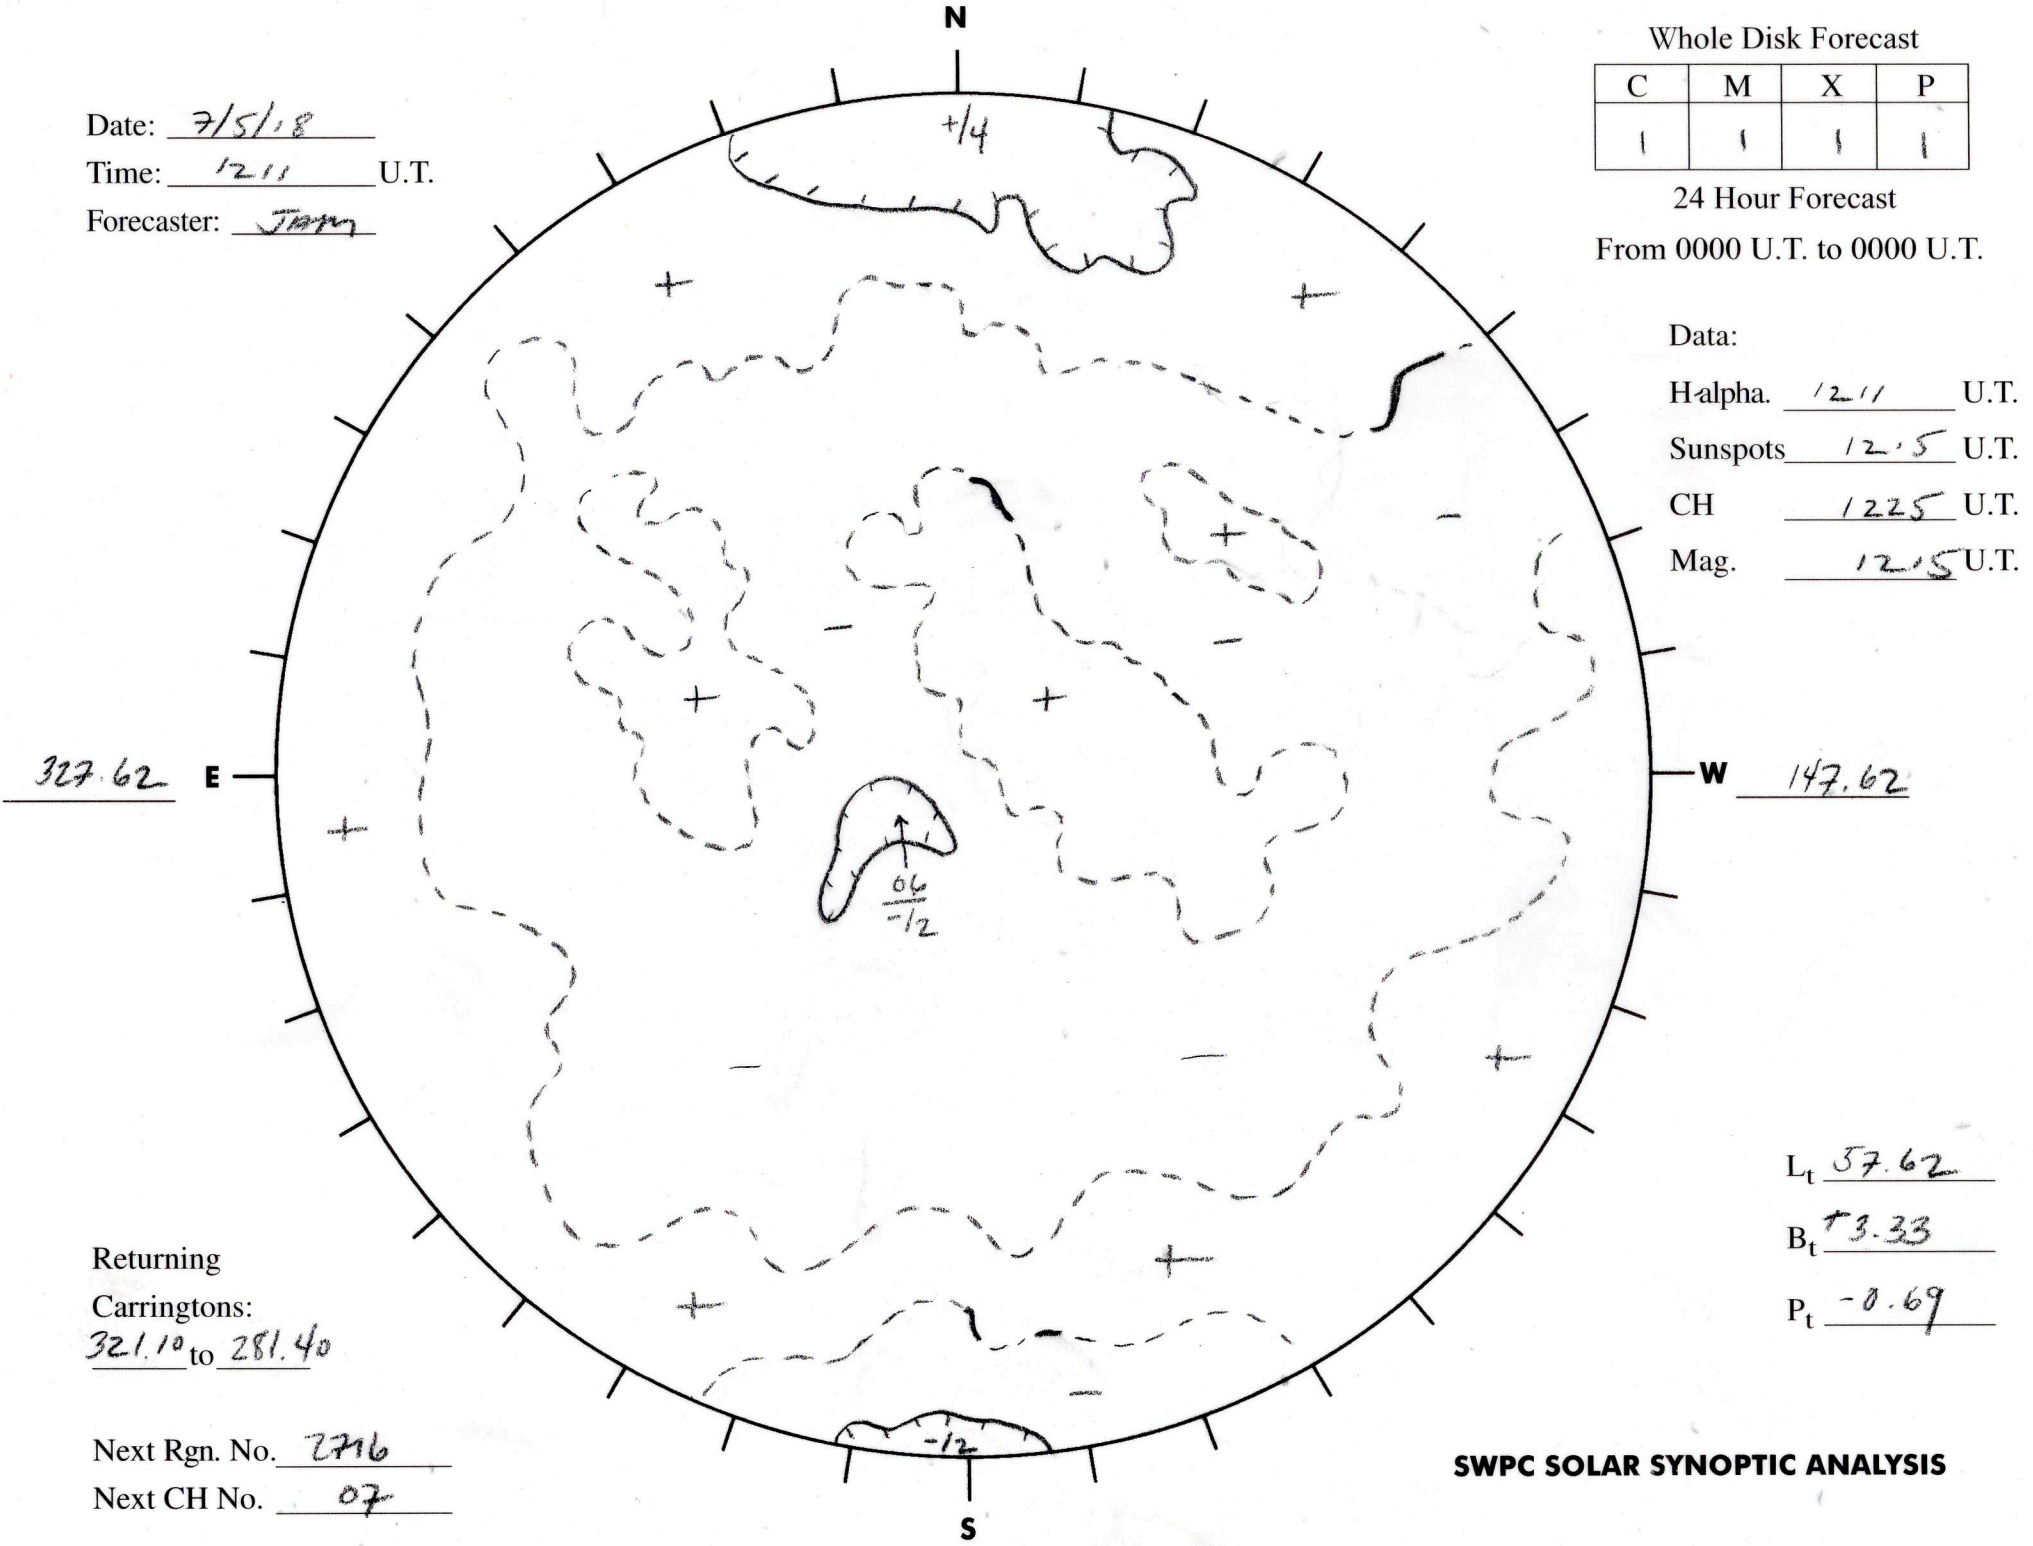 N
Whole Disk Forecast
C M X P
1 1 1 1
24 Hour Forecast
From 0000 U.T. to 0000 U.T.
Date: 7/5/18
Time: 1211 U.T.
Forecaster: JAM
+/4
+ +
Data:
H-alpha. 1211 U.T.
Sunspots 1215 U.T.
CH 1225 U.T.
Mag. 1215 U.T.
+ -
- -
+ +
327.62 E
W 147.62
+
06
-/2
- - +
Lt 57.62
Bt +3.33
Pt -0.69
+ +
Returning
Carringtons:
321.10 to 281.40
-
-/2
Next Rgn. No. 2716
Next CH No. 07
SWPC SOLAR SYNOPTIC ANALYSIS
S